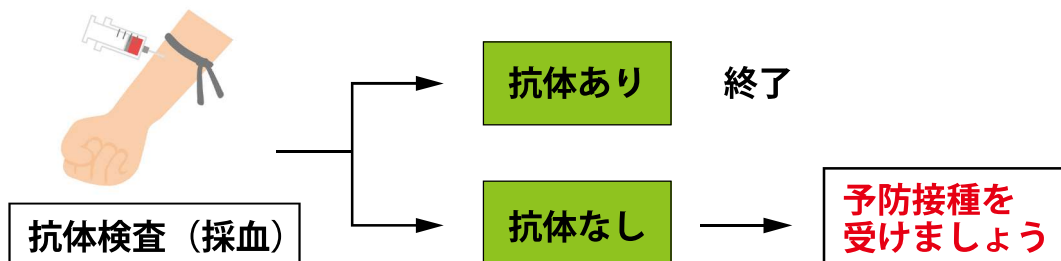 抗体あり 終了
抗体検査（採血）
抗体なし
予防接種を
受けましょう